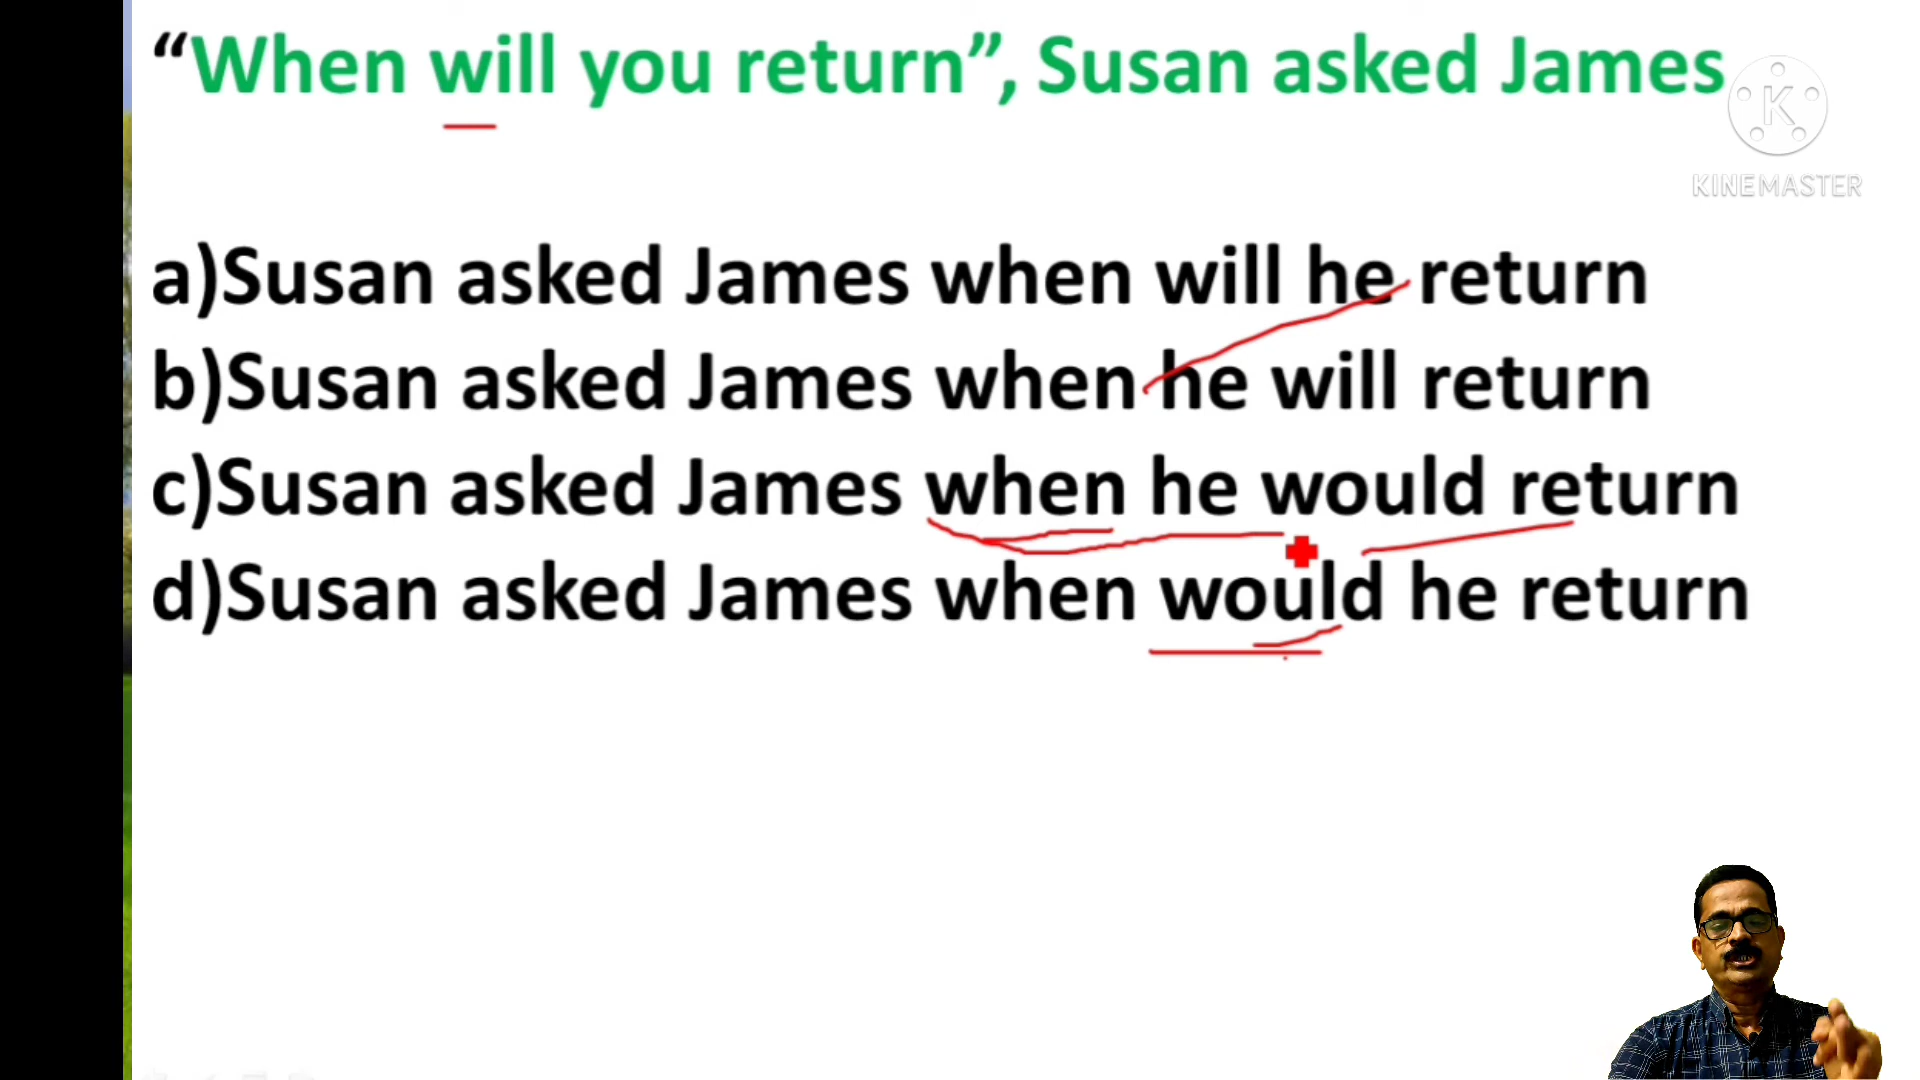 “When will you return”, Susan asked James
K
KINEMASTER
a)Susan asked James when will he return
b)Susan asked James when he will return
c)Susan asked James when he would return
d)Susan asked James when would he return